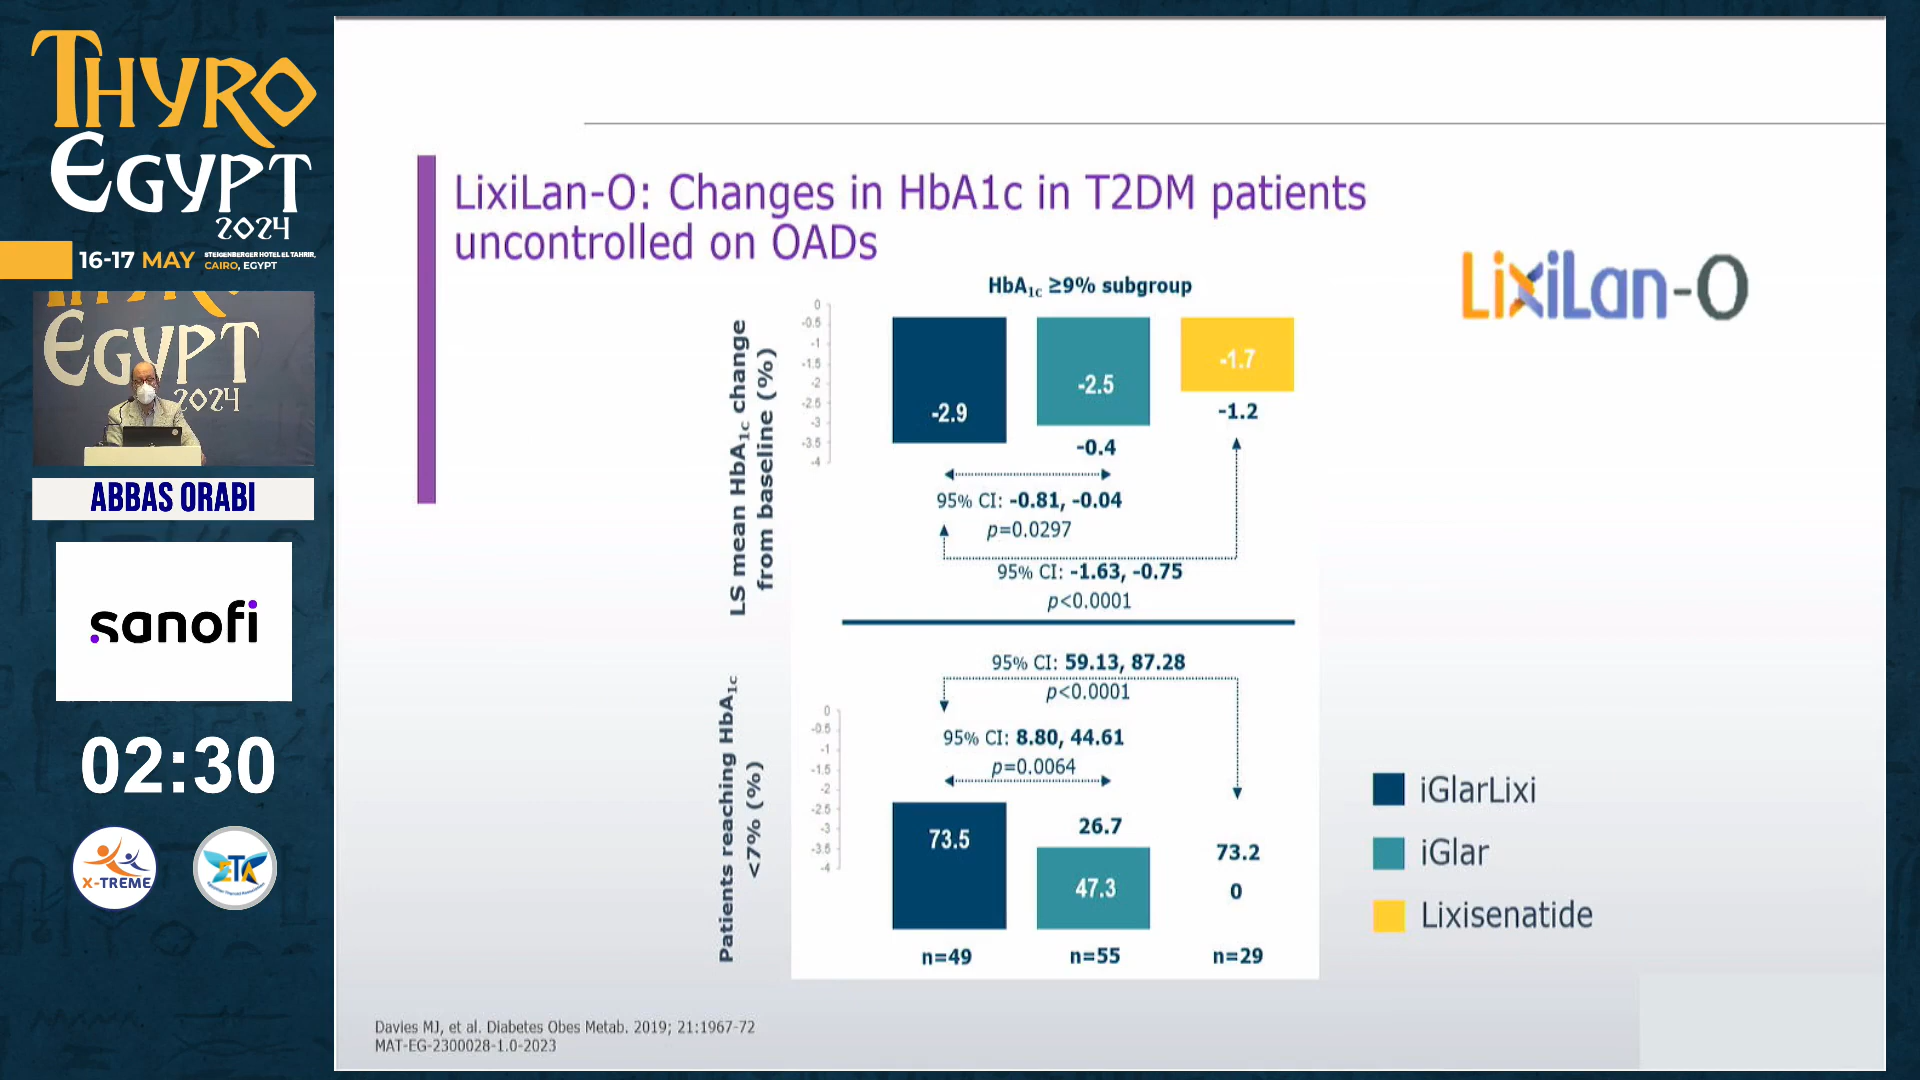 THYRO
EGYPT
2024
16-17 MAY
STEIGENBERGER HOTEL EL TAHRIR,
CAIRO, EGYPT
EGYPT
2024
ABBAS ORABI
sanofi
02:30
X-TREME
ETA
LixiLan-O: Changes in HbA1c in T2DM patients
uncontrolled on OADs
LixiLan-O
HbA1c ≥9% subgroup
LS mean HbA1c change
from baseline (%)
0
-0.5
-1
-1.5
-2
-2.5
-3
-3.5
-4
-2.9
-2.5
-1.7
-0.4
-1.2
95% CI: -0.81, -0.04
p=0.0297
95% CI: -1.63, -0.75
p<0.0001
Patients reaching HbA1c
<7% (%)
95% CI: 59.13, 87.28
p<0.0001
95% CI: 8.80, 44.61
p=0.0064
0
-0.5
-1
-1.5
-2
-2.5
-3
-3.5
-4
73.5
26.7
47.3
73.2
0
n=49
n=55
n=29
iGlarLixi
iGlar
Lixisenatide
Davies MJ, et al. Diabetes Obes Metab. 2019; 21:1967-72
MAT-EG-2300028-1.0-2023